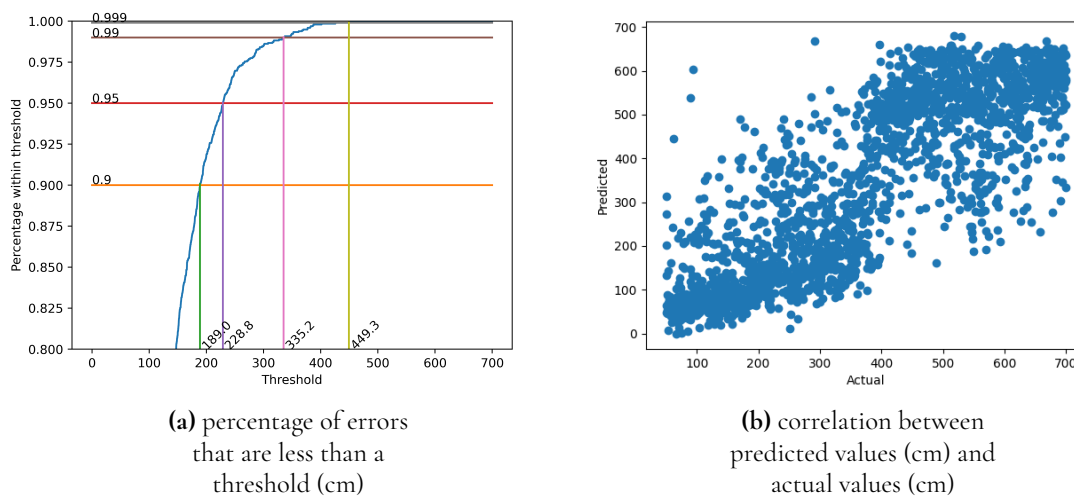 1.000
0.975
0.950
0.925
0.900
0.875
0.850
0.825
0.800
Percentage within threshold
0.999
0.99
0.95
0.9
189.0
228.8
335.2
449.3
0 100 200 300 400 500 600 700
Threshold
700
600
500
400
300
200
100
0
Predicted
100 200 300 400 500 600 700
Actual
(a) percentage of errors
that are less than a
threshold (cm)
(b) correlation between
predicted values (cm) and
actual values (cm)